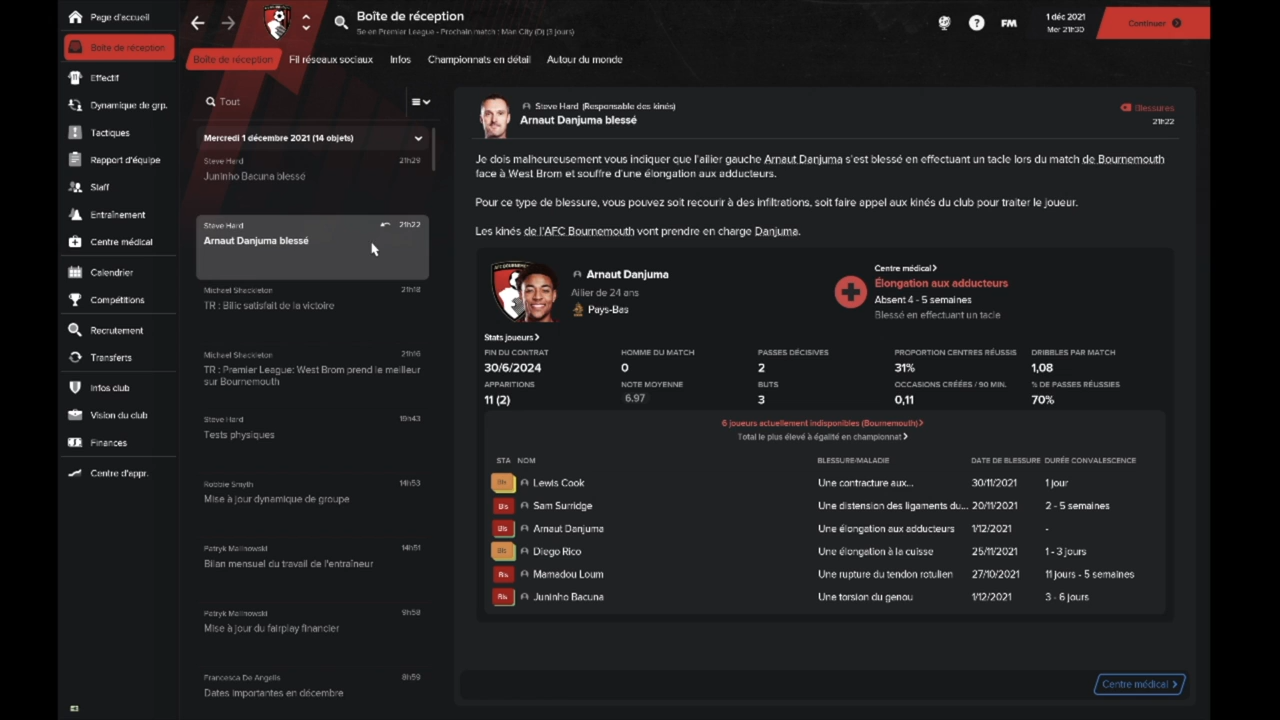 Page d'accueil
Boîte de réception
Effectif
Dynamique de grp.
Tactiques
Rapport d'équipe
Staff
Entraînement
Centre médical
Calendrier
Compétitions
Recrutement
Transferts
Infos club
Vision du club
Finances
Centre d'appr.
Boîte de réception
5e en Premier League - Prochain match : Man City (D) (3 jours)
FM
1 déc 2021
Mer 21h30
Continuer
Boîte de réception
Fil réseaux sociaux
Infos
Championnats en détail
Autour du monde
Tout
Mercredi 1 décembre 2021 (14 objets)
Steve Hard 21h29
Juninho Bacuna blessé
Steve Hard 21h22
Arnaut Danjuma blessé
Michael Shackleton 21h18
TR : Bilic satisfait de la victoire
Michael Shackleton 21h16
TR : Premier League: West Brom prend le meilleur
sur Bournemouth
Steve Hard 19h43
Tests physiques
Robbie Smyth 14h53
Mise à jour dynamique de groupe
Patryk Malinowski 14h51
Bilan mensuel du travail de l'entraîneur
Patryk Malinowski 9h58
Mise à jour du fairplay financier
Francesca De Angelis 8h59
Dates importantes en décembre
Steve Hard (Responsable des kinés)
Arnaut Danjuma blessé
Blessures
21h22
Je dois malheureusement vous indiquer que l'ailier gauche Arnaut Danjuma s'est blessé en effectuant un tacle lors du match de Bournemouth
face à West Brom et souffre d'une élongation aux adducteurs.
Pour ce type de blessure, vous pouvez soit recourir à des infiltrations, soit faire appel aux kinés du club pour traiter le joueur.
Les kinés de l'AFC Bournemouth vont prendre en charge Danjuma.
Arnaut Danjuma
Ailier de 24 ans
Pays-Bas
Centre médical
Élongation aux adducteurs
Absent 4 - 5 semaines
Blessé en effectuant un tacle
Stats joueurs
FIN DU CONTRAT HOMME DU MATCH PASSES DÉCISIVES PROPORTION CENTRES RÉUSSIS DRIBBLES PAR MATCH
30/6/2024 0 2 31% 1,08
APPARITIONS NOTE MOYENNE BUTS OCCASIONS CRÉÉES / 90 MIN. % DE PASSES RÉUSSIES
11 (2) 6.97 3 0,11 70%
6 joueurs actuellement indisponibles (Bournemouth)
Total le plus élevé à égalité en championnat
STA NOM BLESSURE/MALADIE DATE DE BLESSURE DURÉE CONVALESCENCE
Bls Lewis Cook Une contracture aux... 30/11/2021 1 jour
Bls Sam Surridge Une distension des ligaments du... 20/11/2021 2 - 5 semaines
Bls Arnaut Danjuma Une élongation aux adducteurs 1/12/2021 -
Bls Diego Rico Une élongation à la cuisse 25/11/2021 1 - 3 jours
Bls Mamadou Loum Une rupture du tendon rotulien 27/10/2021 11 jours - 5 semaines
Bls Juninho Bacuna Une torsion du genou 1/12/2021 3 - 6 jours
Centre médical